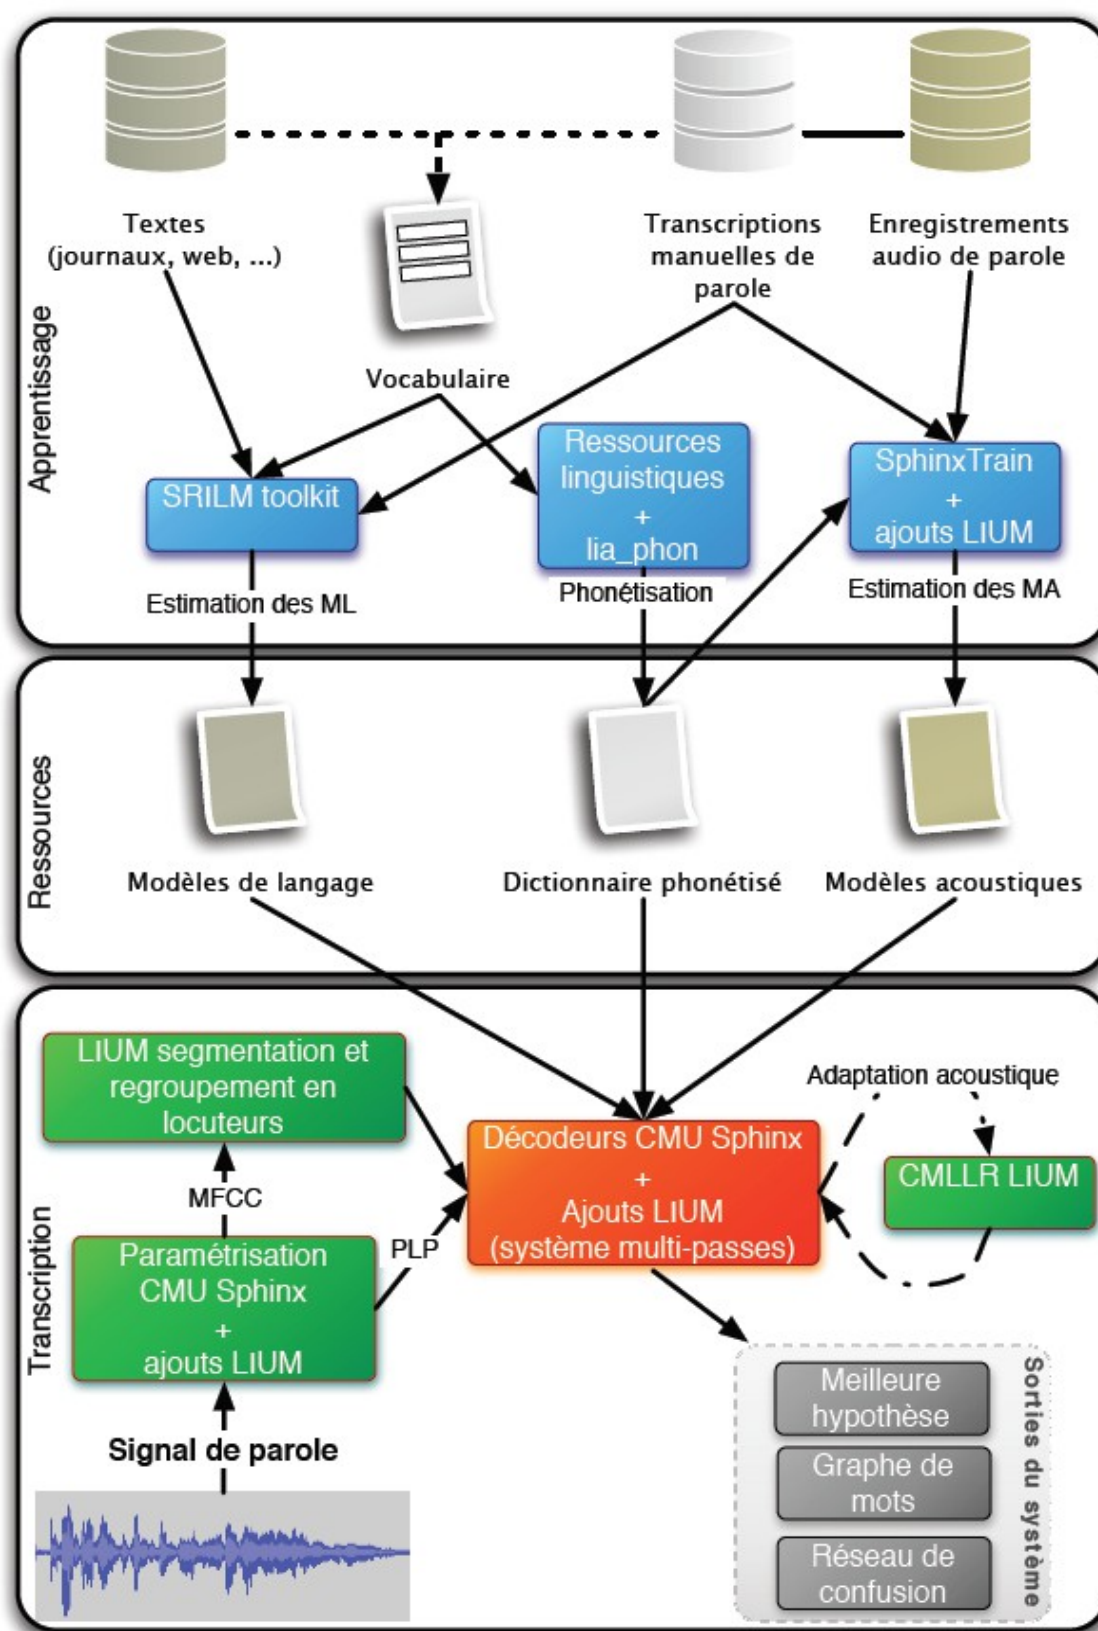 Apprentissage
Textes
(journaux, web, ...)
Transcriptions
manuelles de
parole
Enregistrements
audio de parole
Vocabulaire
SRILM toolkit
Ressources
linguistiques
+
lia_phon
SphinxTrain
+
ajouts LIUM
Estimation des ML
Phonétisation
Estimation des MA
Ressources
Modèles de langage
Dictionnaire phonétisé
Modèles acoustiques
Transcription
LIUM segmentation et
regroupement en
locuteurs
MFCC
Paramétrisation
CMU Sphinx
+
ajouts LIUM
PLP
Signal de parole
Décodeurs CMU Sphinx
+
Ajouts LIUM
(système multi-passes)
Adaptation acoustique
CMLLR LIUM
Sorties du système
Meilleure
hypothèse
Graphe de
mots
Réseau de
confusion